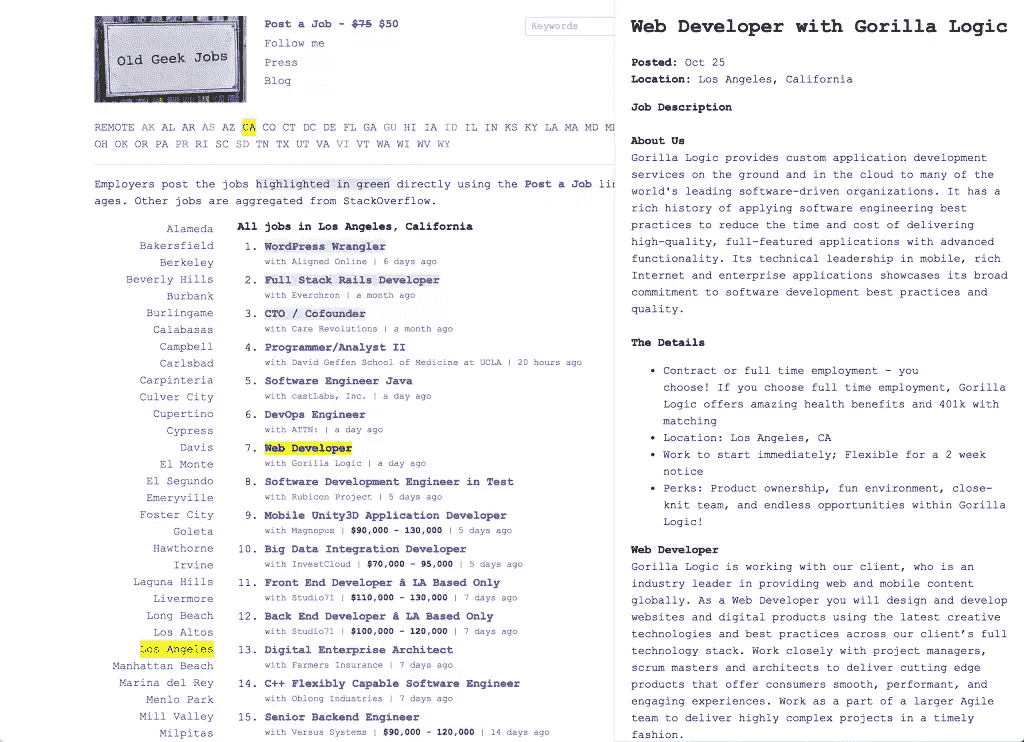 Old Geek Jobs
Post a Job - $75 $50
Follow me
Press
Blog
Keywords
REMOTE AK AL AR AS AZ CA CO CT DC DE FL GA GU HI IA ID IL IN KS KY LA MA MD
OH OK OR PA PR RI SC SD TN TX UT VA VI VT WA WI WV WY
Employers post the jobs highlighted in green directly using the Post a Job
ages. Other jobs are aggregated from StackOverflow.
Alameda
Bakersfield
Berkeley
Beverly Hills
Burbank
Burlingame
Calabasas
Campbell
Carlsbad
Carpinteria
Culver City
Cupertino
Cypress
Davis
El Monte
El Segundo
Emeryville
Foster City
Goleta
Hawthorne
Irvine
Laguna Hills
Livermore
Long Beach
Los Altos
Los Angeles
Manhattan Beach
Marina del Rey
Menlo Park
Mill Valley
Milpitas
All jobs in Los Angeles, California
1. WordPress Wrangler
with Aligned Online | 6 days ago
2. Full Stack Rails Developer
with Everchron | a month ago
3. CTO / Cofounder
with Care Revolutions | a month ago
4. Programmer/Analyst II
with David Geffen School of Medicine at UCLA | 20 hours ago
5. Software Engineer Java
with castLabs, Inc. | a day ago
6. DevOps Engineer
with ATTN: | a day ago
7. Web Developer
with Gorilla Logic | a day ago
8. Software Development Engineer in Test
with Rubicon Project | 5 days ago
9. Mobile Unity3D Application Developer
with Magnopus | $90,000 - 130,000 | 5 days ago
10. Big Data Integration Developer
with InvestCloud | $70,000 - 95,000 | 5 days ago
11. Front End Developer â LA Based Only
with Studio71 | $110,000 - 130,000 | 7 days ago
12. Back End Developer â LA Based Only
with Studio71 | $100,000 - 120,000 | 7 days ago
13. Digital Enterprise Architect
with Farmers Insurance | 7 days ago
14. C++ Flexibly Capable Software Engineer
with Oblong Industries | 7 days ago
15. Senior Backend Engineer
with Versus Systems | $90,000 - 120,000 | 14 days ago
Web Developer with Gorilla Logic
Posted: Oct 25
Location: Los Angeles, California
Job Description
About Us
Gorilla Logic provides custom application development
services on the ground and in the cloud to many of the
world's leading software-driven organizations. It has a
rich history of applying software engineering best
practices to reduce the time and cost of delivering
high-quality, full-featured applications with advanced
functionality. Its technical leadership in mobile, rich
Internet and enterprise applications showcases its broad
commitment to software development best practices and
quality.
The Details
• Contract or full time employment - you
choose! If you choose full time employment, Gorilla
Logic offers amazing health benefits and 401k with
matching
• Location: Los Angeles, CA
• Work to start immediately; Flexible for a 2 week
notice
• Perks: Product ownership, fun environment, close-
knit team, and endless opportunities within Gorilla
Logic!
Web Developer
Gorilla Logic is working with our client, who is an
industry leader in providing web and mobile content
globally. As a Web Developer you will design and develop
websites and digital products using the latest creative
technologies and best practices across our client’s full
technology stack. Work closely with project managers,
scrum masters and architects to deliver cutting edge
products that offer consumers smooth, performant, and
engaging experiences. Work as a part of a larger Agile
team to deliver highly complex projects in a timely
fashion.